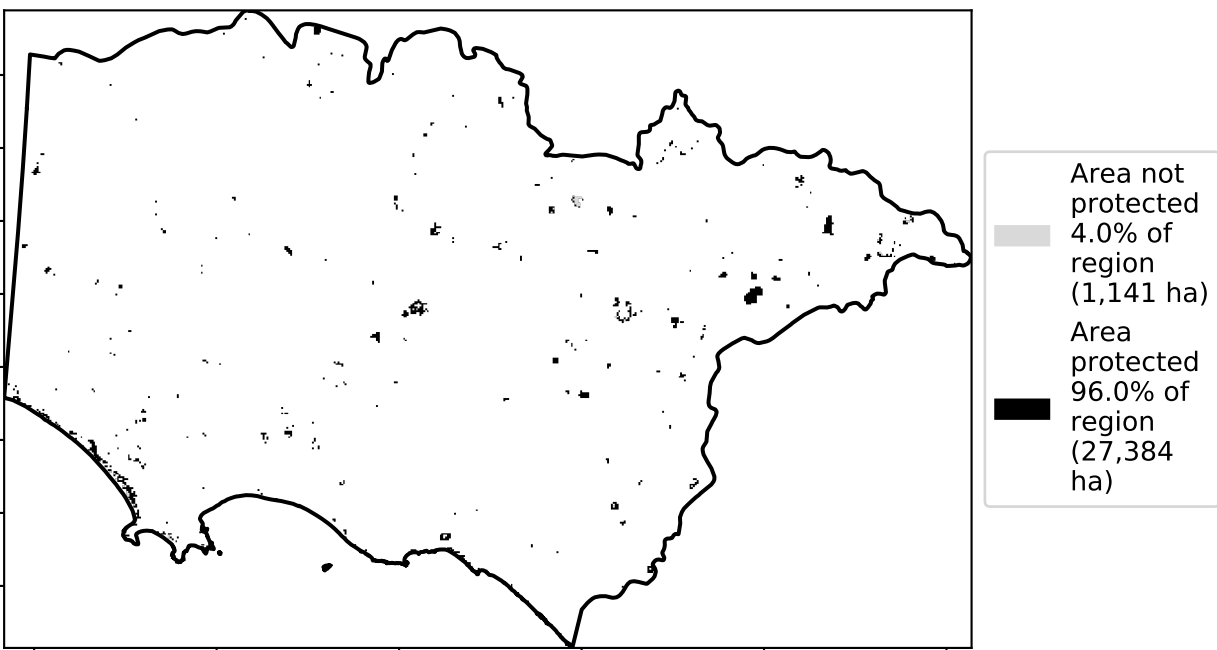 Area not
protected
4.0% of
region
(1,141 ha)
Area
protected
96.0% of
region
(27,384
ha)